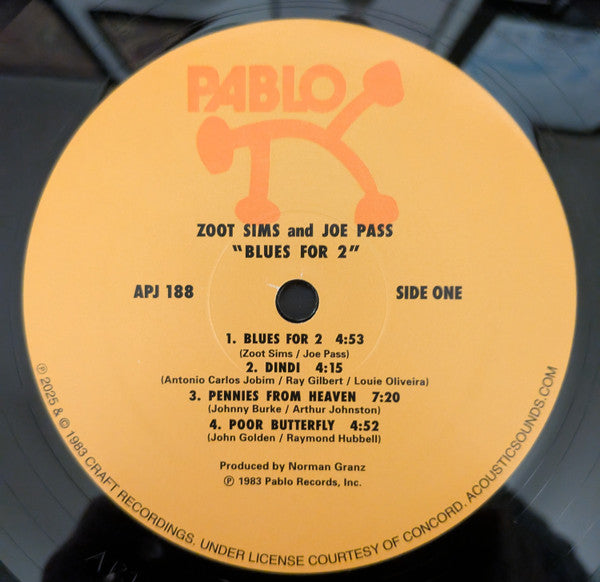 PABLO
ZOOT SIMS and JOE PASS
"BLUES FOR 2"
APJ 188
SIDE ONE
1. BLUES FOR 2 4:53
(Zoot Sims / Joe Pass)
2. DINDI 4:15
(Antonio Carlos Jobim / Ray Gilbert / Louie Oliveira)
3. PENNIES FROM HEAVEN 7:20
(Johnny Burke / Arthur Johnston)
4. POOR BUTTERFLY 4:52
(John Golden / Raymond Hubbell)
Produced by Norman Granz
℗ 1983 Pablo Records, Inc.
℗ 2025 & © 1983 CRAFT RECORDINGS. UNDER LICENSE COURTESY OF CONCORD. ACOUSTICSOUNDS.COM